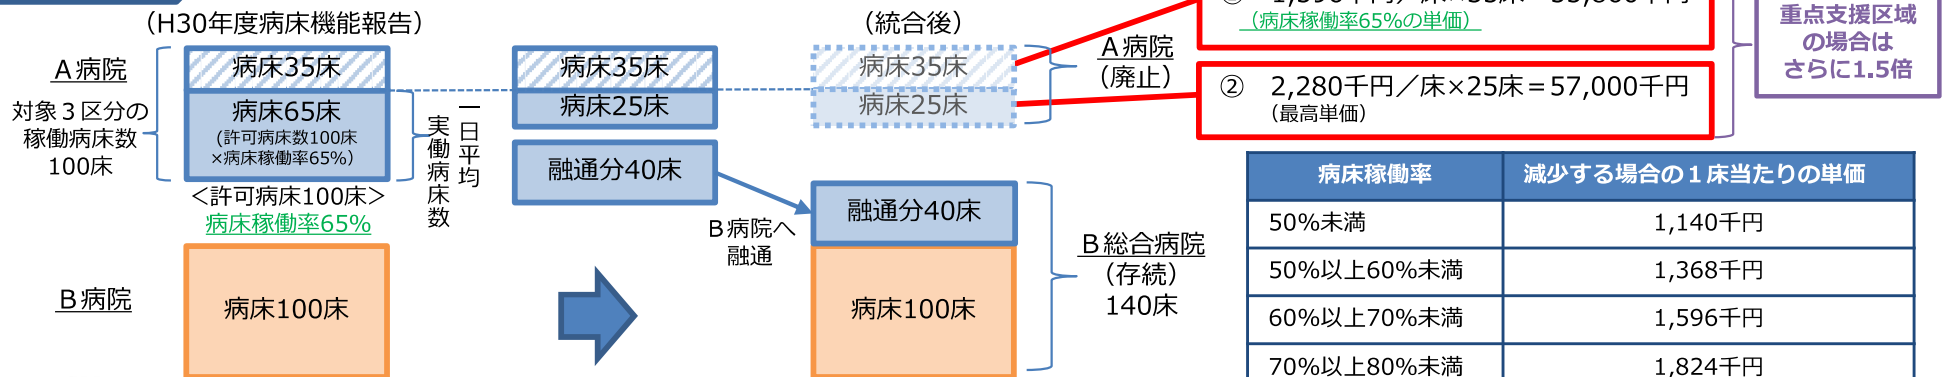 （H30年度病床機能報告）
（統合後）
（病床稼働率65%の単価）
重点支援区域
の場合は
さらに1.5倍
Ａ病院
対象３区分の
稼働病床数
100床
病床35床
病床65床
（許可病床数100床
×病床稼働率65%）
＜許可病床100床＞
病床稼働率65%
一日平均
実働病床数
病床35床
病床25床
融通分40床
Ｂ病院へ
融通
病床35床
病床25床
Ａ病院
（廃止）
②　2,280千円／床×25床＝57,000千円
（最高単価）
融通分40床
病床100床
Ｂ総合病院
（存続）
140床
Ｂ病院
病床100床
病床稼働率　減少する場合の１床当たりの単価
50%未満　1,140千円
50%以上60%未満　1,368千円
60%以上70%未満　1,596千円
70%以上80%未満　1,824千円